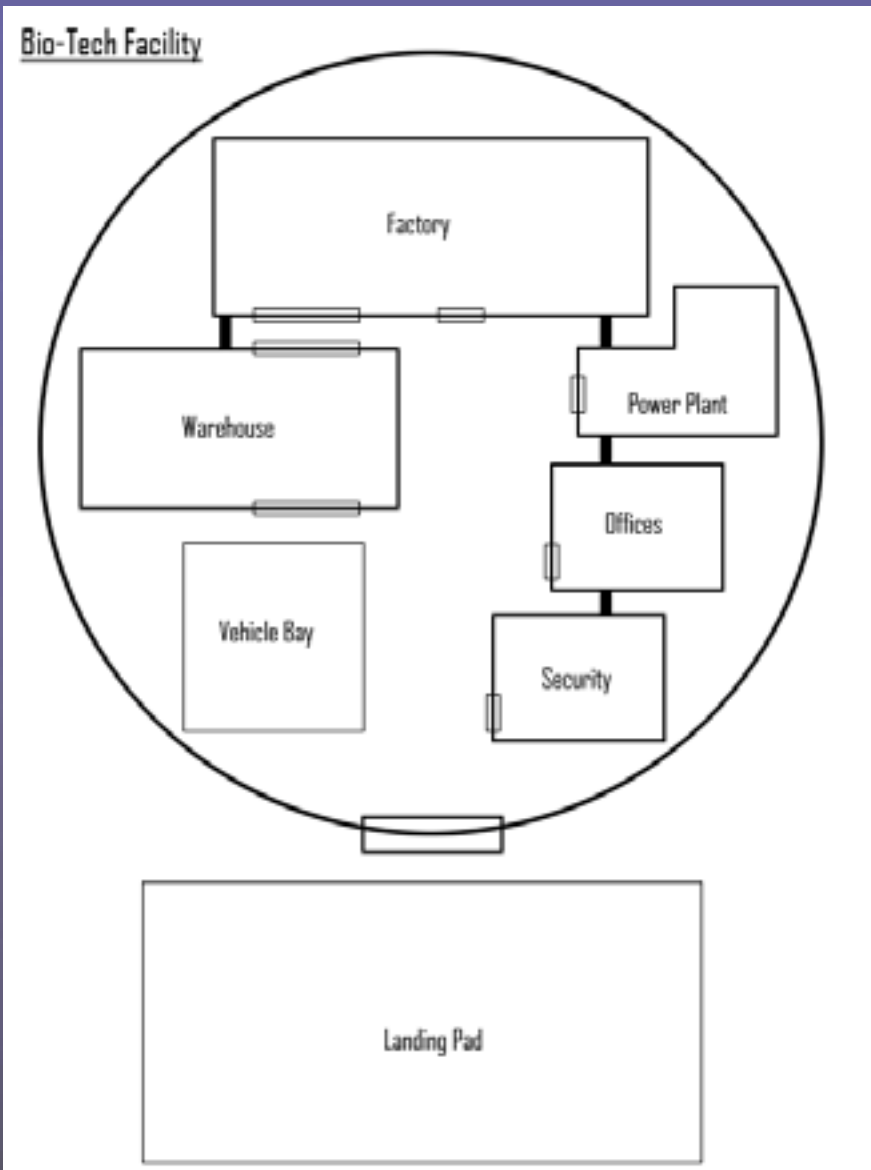 Bio-Tech Facility
Factory
Power Plant
Warehouse
Offices
Vehicle Bay
Security
Landing Pad